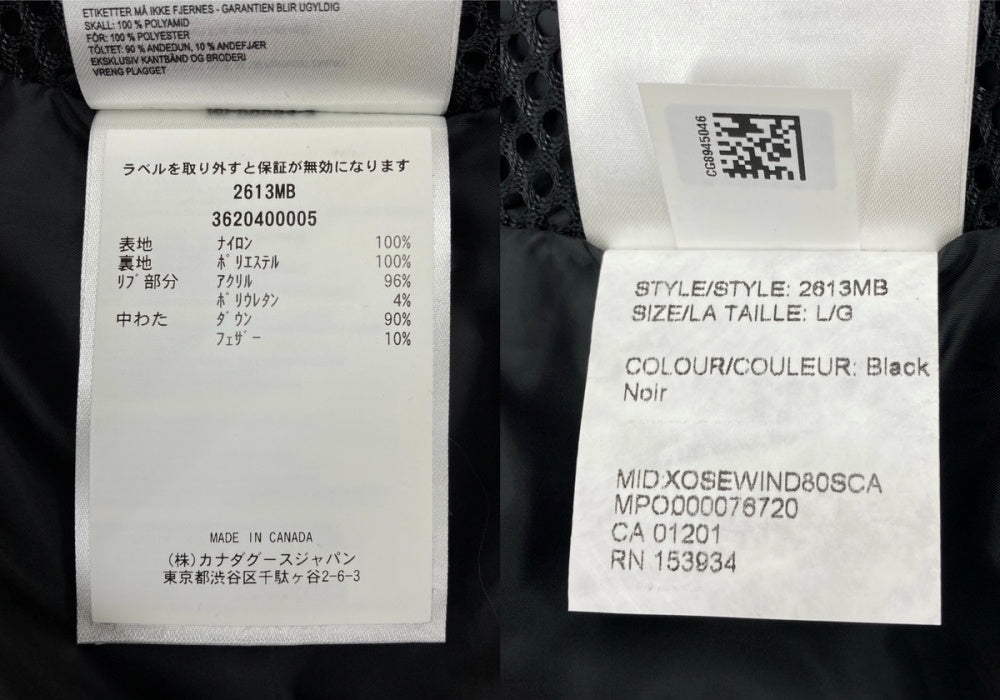 ETIKETTER MÅ IKKE FJERNES - GARANTIEN BLIR UGYLDIG
SKALL: 100 % POLYAMID
FÔR: 100 % POLYESTER
TÖLTET: 90 % ANDEDUN, 10 % ANDEFJÆR
EKSKLUSIV KANTBÅND OG BRODERI
VRENG PLAGGET
ラベルを取り外すと保証が無効になります
2613MB
3620400005
表地 ナイロン 100%
裏地 ポリエステル 100%
リブ部分 アクリル 96%
ポリウレタン 4%
中わた ダウン 90%
フェザー 10%
MADE IN CANADA
(株)カナダグースジャパン
東京都渋谷区千駄ヶ谷2-6-3
CG8945046
STYLE/STYLE: 2613MB
SIZE/LA TAILLE: L/G
COLOUR/COULEUR: Black
Noir
MID:XOSEWIND80SCA
MPO000076720
CA 01201
RN 153934